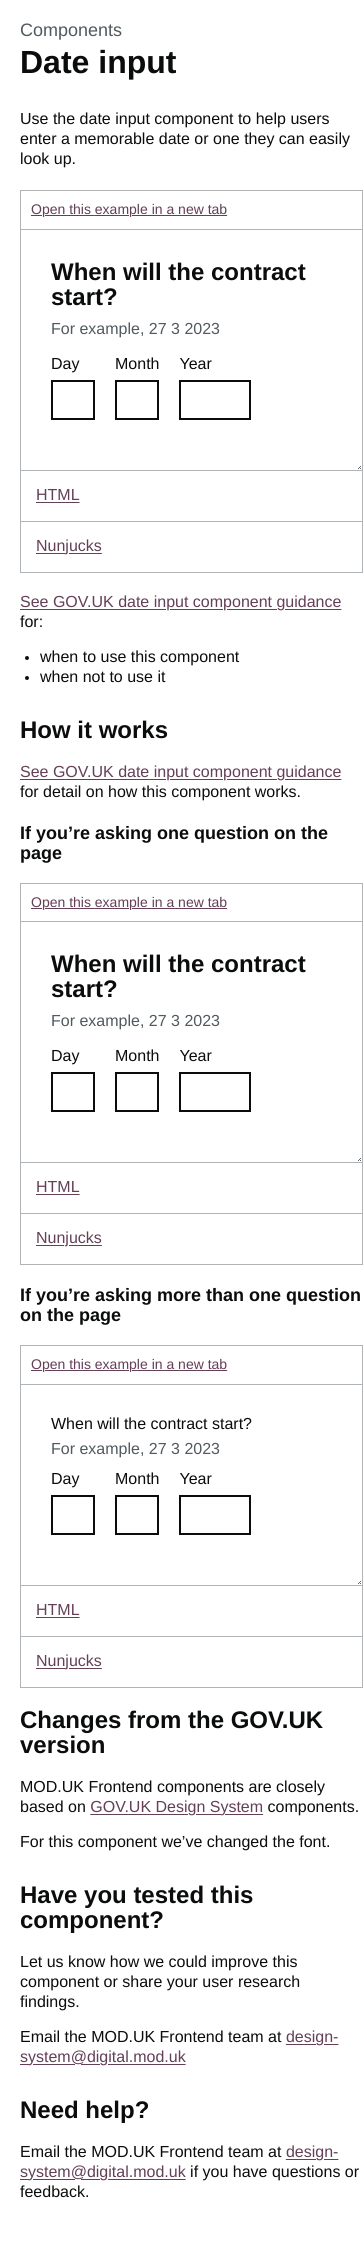 Components
Date input
Use the date input component to help users
enter a memorable date or one they can easily
look up.
Open this example in a new tab
When will the contract
start?
For example, 27 3 2023
Day Month Year
HTML
Nunjucks
See GOV.UK date input component guidance
for:
• when to use this component
• when not to use it
How it works
See GOV.UK date input component guidance
for detail on how this component works.
If you’re asking one question on the
page
Open this example in a new tab
When will the contract
start?
For example, 27 3 2023
Day Month Year
HTML
Nunjucks
If you’re asking more than one question
on the page
Open this example in a new tab
When will the contract start?
For example, 27 3 2023
Day Month Year
HTML
Nunjucks
Changes from the GOV.UK
version
MOD.UK Frontend components are closely
based on GOV.UK Design System components.
For this component we’ve changed the font.
Have you tested this
component?
Let us know how we could improve this
component or share your user research
findings.
Email the MOD.UK Frontend team at design-
system@digital.mod.uk
Need help?
Email the MOD.UK Frontend team at design-
system@digital.mod.uk if you have questions or
feedback.